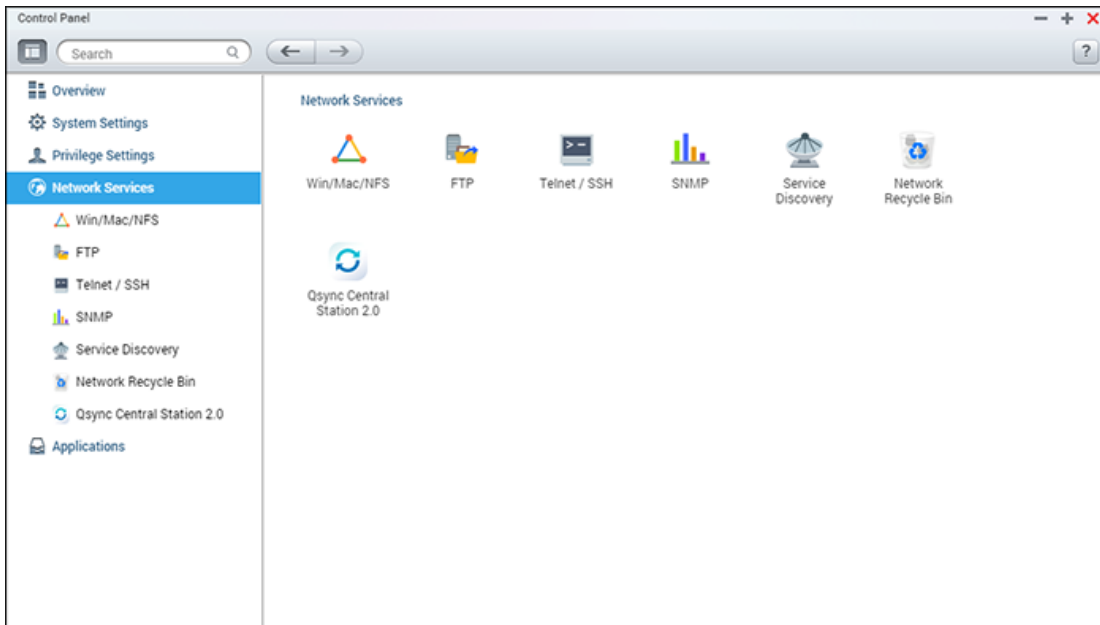 Control Panel
Search
?
Overview
System Settings
Privilege Settings
Network Services
Win/Mac/NFS
FTP
Telnet / SSH
SNMP
Service Discovery
Network Recycle Bin
Qsync Central Station 2.0
Applications
Network Services
Win/Mac/NFS
FTP
Telnet / SSH
SNMP
Service
Discovery
Network
Recycle Bin
Qsync Central
Station 2.0